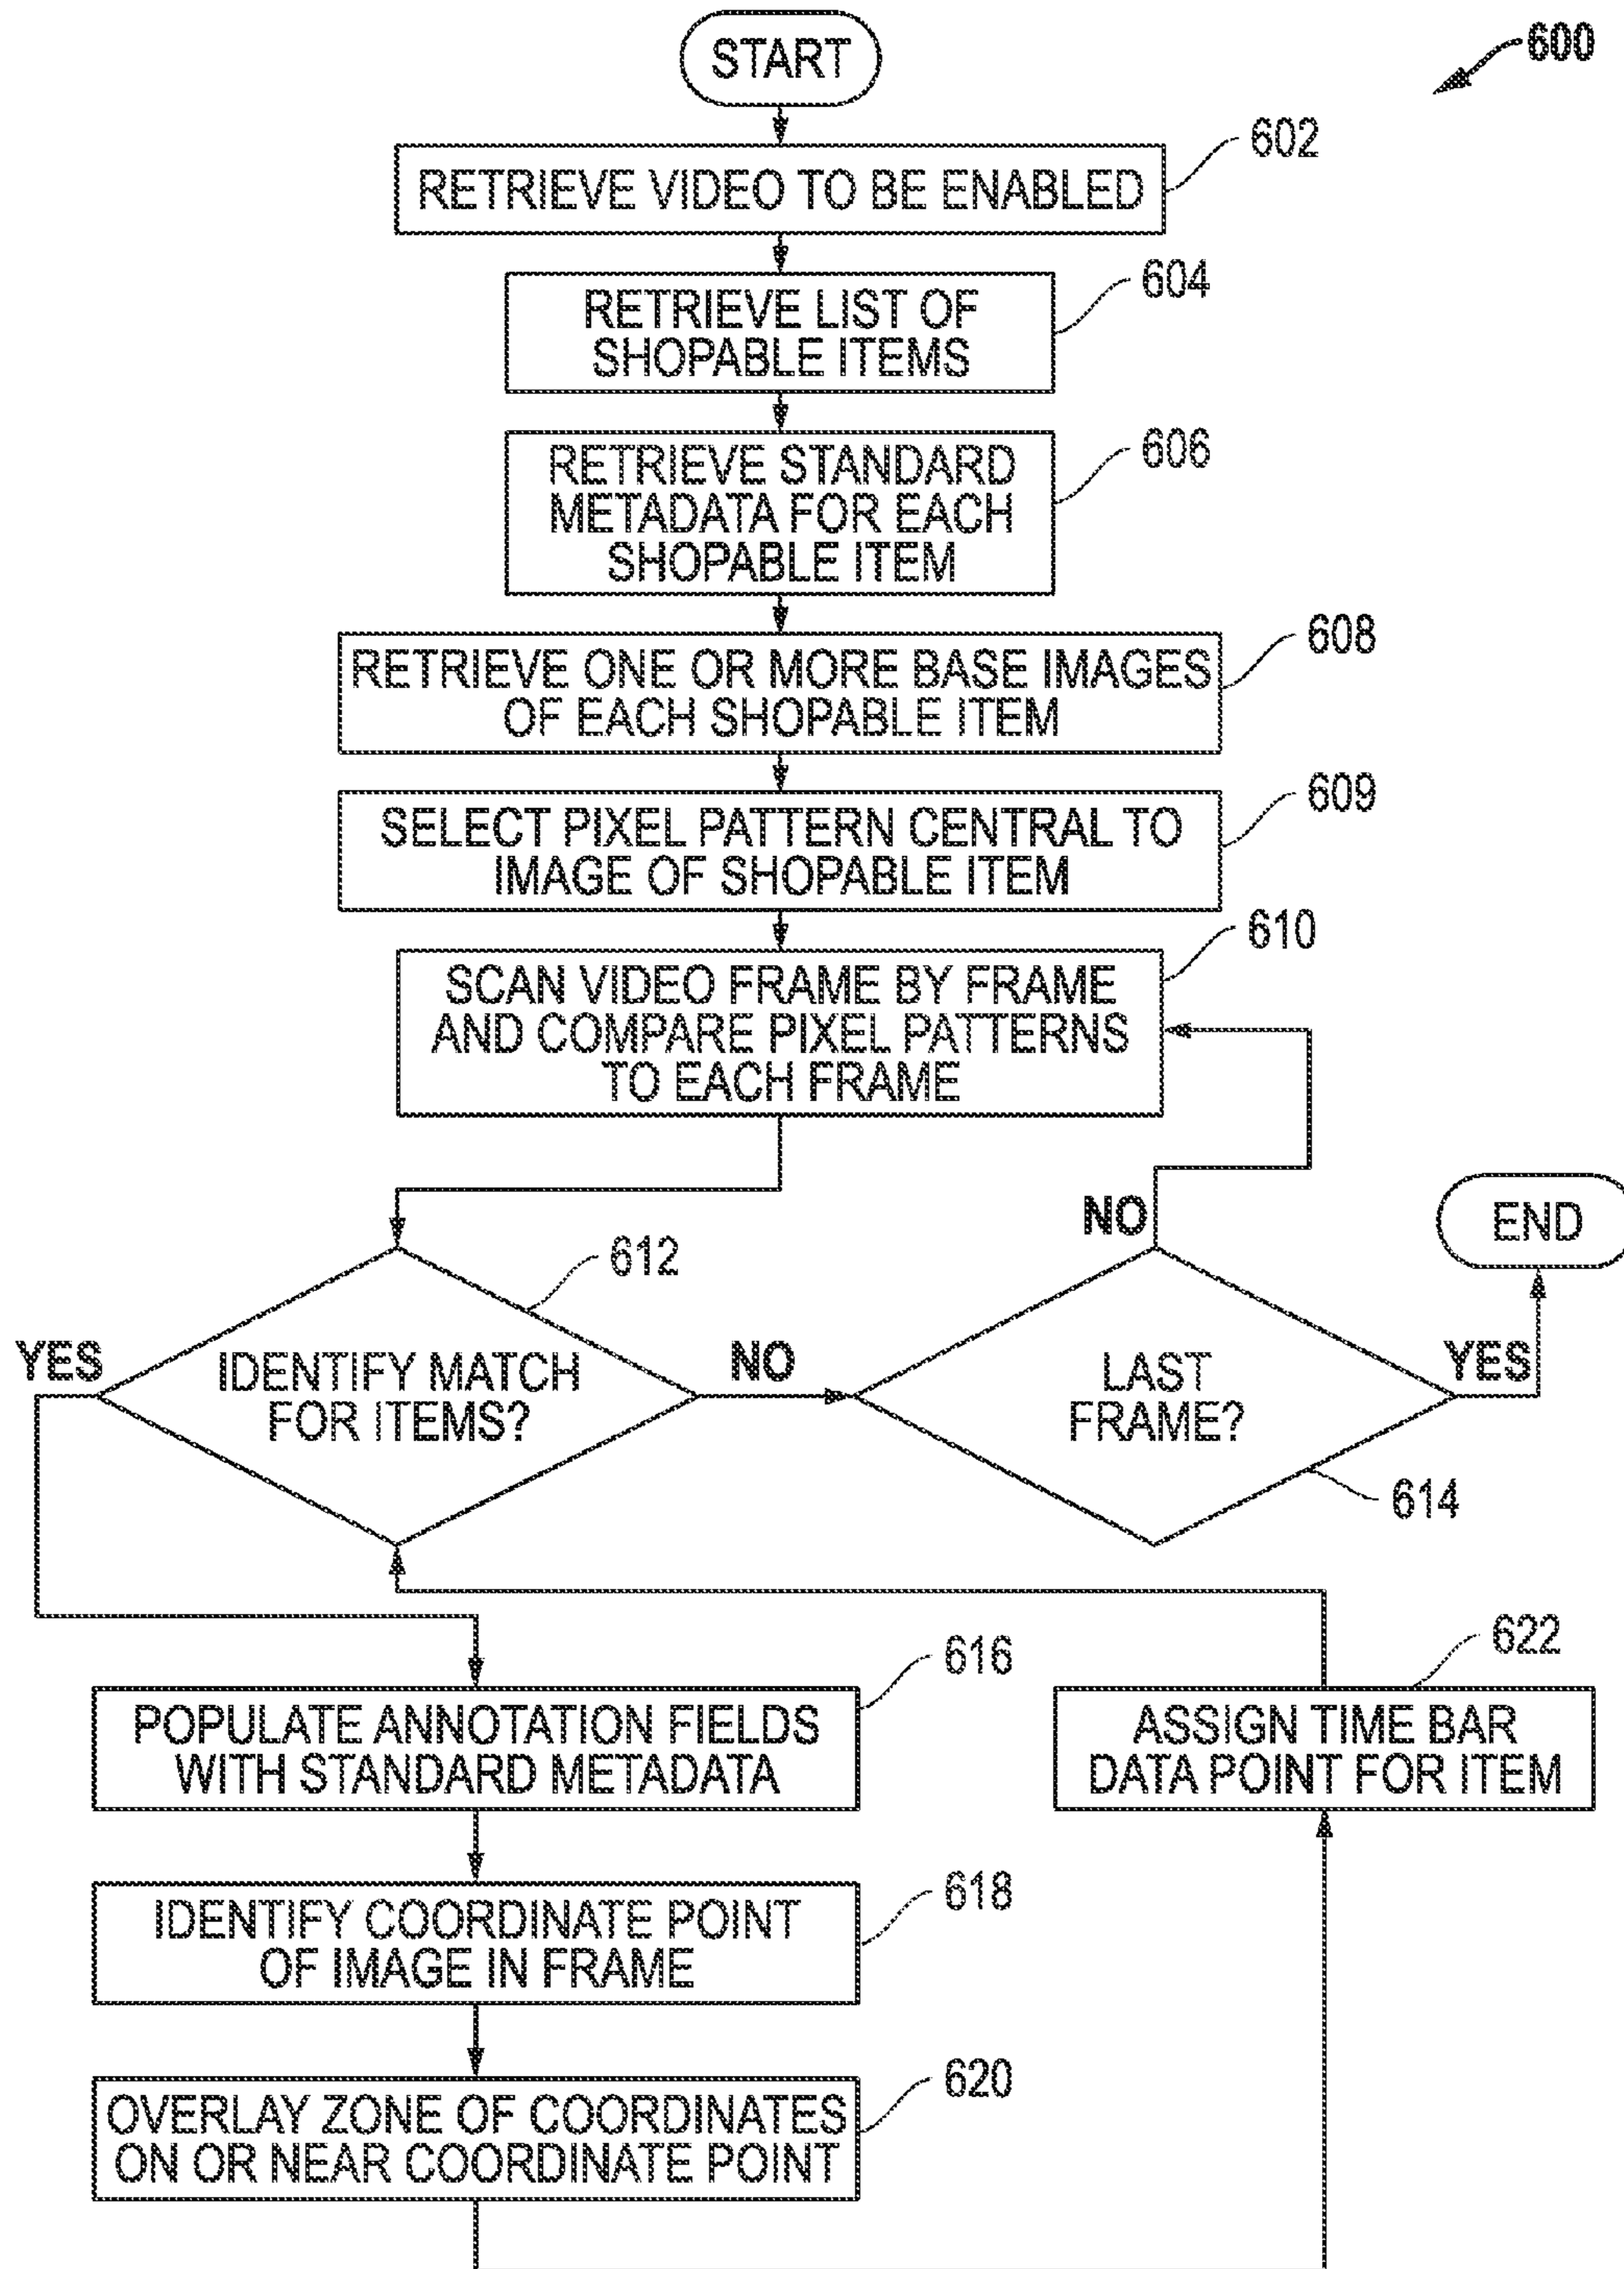 START
600
602
RETRIEVE VIDEO TO BE ENABLED
604
RETRIEVE LIST OF
SHOPABLE ITEMS
606
RETRIEVE STANDARD
METADATA FOR EACH
SHOPABLE ITEM
608
RETRIEVE ONE OR MORE BASE IMAGES
OF EACH SHOPABLE ITEM
609
SELECT PIXEL PATTERN CENTRAL TO
IMAGE OF SHOPABLE ITEM
610
SCAN VIDEO FRAME BY FRAME
AND COMPARE PIXEL PATTERNS
TO EACH FRAME
NO
END
612
YES
IDENTIFY MATCH
FOR ITEMS?
NO
LAST
FRAME?
YES
614
616
POPULATE ANNOTATION FIELDS
WITH STANDARD METADATA
622
ASSIGN TIME BAR
DATA POINT FOR ITEM
618
IDENTIFY COORDINATE POINT
OF IMAGE IN FRAME
620
OVERLAY ZONE OF COORDINATES
ON OR NEAR COORDINATE POINT